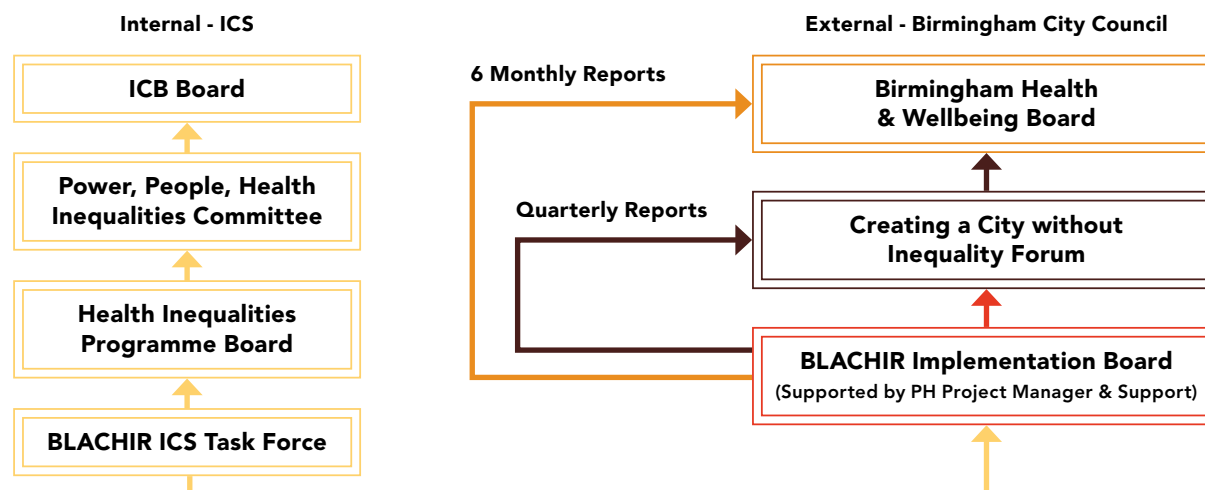 Internal - ICS
ICB Board
Power, People, Health
Inequalities Committee
Health Inequalities
Programme Board
BLACHIR ICS Task Force
External - Birmingham City Council
6 Monthly Reports
Birmingham Health
& Wellbeing Board
Quarterly Reports
Creating a City without
Inequality Forum
BLACHIR Implementation Board
(Supported by PH Project Manager & Support)